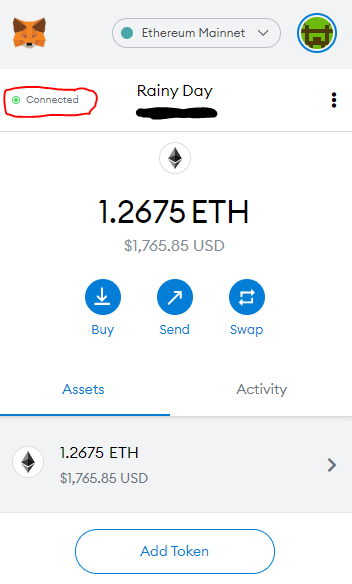 Ethereum Mainnet
Connected
Rainy Day
1.2675 ETH
$1,765.85 USD
Buy
Send
Swap
Assets
Activity
1.2675 ETH
$1,765.85 USD
Add Token